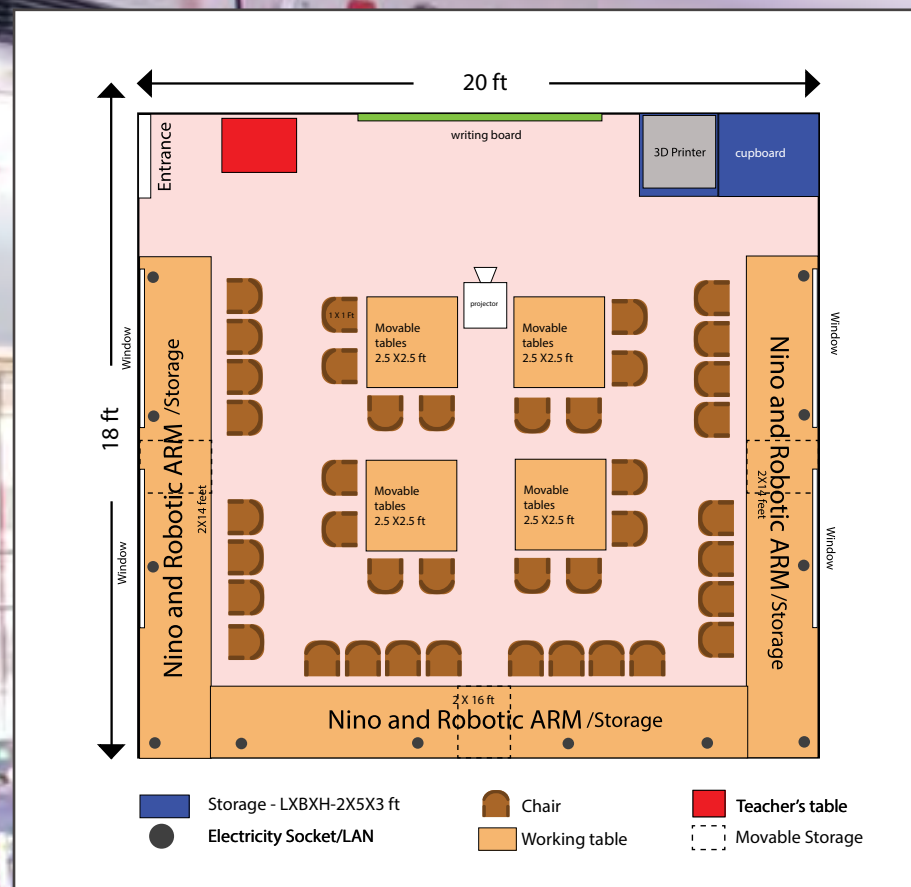 20 ft
18 ft
Entrance
writing board
3D Printer
cupboard
projector
1 X 1 Ft
Movable
tables
2.5 X2.5 ft
Movable
tables
2.5 X2.5 ft
Movable
tables
2.5 X2.5 ft
Movable
tables
2.5 X2.5 ft
Window
Window
Nino and Robotic ARM /Storage
2X14 feet
Window
Window
Nino and Robotic ARM /Storage
2X14 feet
2 X 16 ft
Nino and Robotic ARM /Storage
Storage - LXBXH-2X5X3 ft
Chair
Teacher's table
Electricity Socket/LAN
Working table
Movable Storage